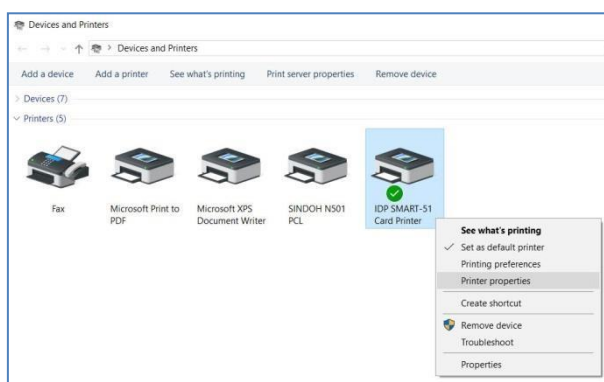 Devices and Printers
Devices and Printers
Add a device Add a printer See what's printing Print server properties Remove device
Devices (7)
Printers (5)
Fax
Microsoft Print to
PDF
Microsoft XPS
Document Writer
SINDOH N501
PCL
IDP SMART-51
Card Printer
See what's printing
Set as default printer
Printing preferences
Printer properties
Create shortcut
Remove device
Troubleshoot
Properties